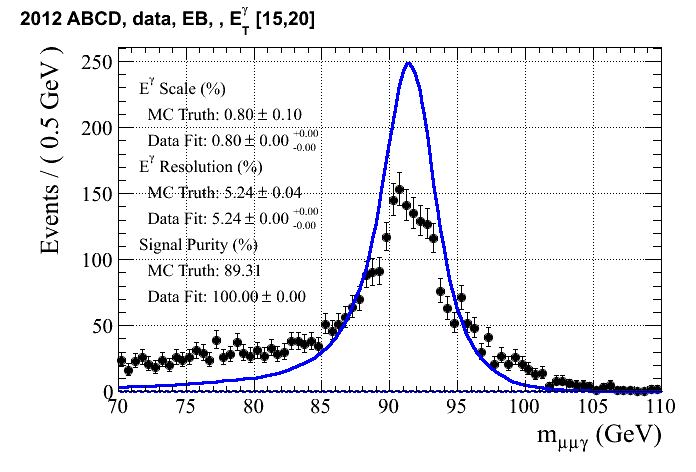 2012 ABCD, data, EB, , E_T^γ [15,20]
Events / ( 0.5 GeV )
250
200
150
100
50
0
E^γ Scale (%)
MC Truth: 0.80 ± 0.10
Data Fit: 0.80 ± 0.00 +0.00 -0.00
E^γ Resolution (%)
MC Truth: 5.24 ± 0.04
Data Fit: 5.24 ± 0.00 +0.00 -0.00
Signal Purity (%)
MC Truth: 89.31
Data Fit: 100.00 ± 0.00
70 75 80 85 90 95 100 105 110
m_μμγ (GeV)